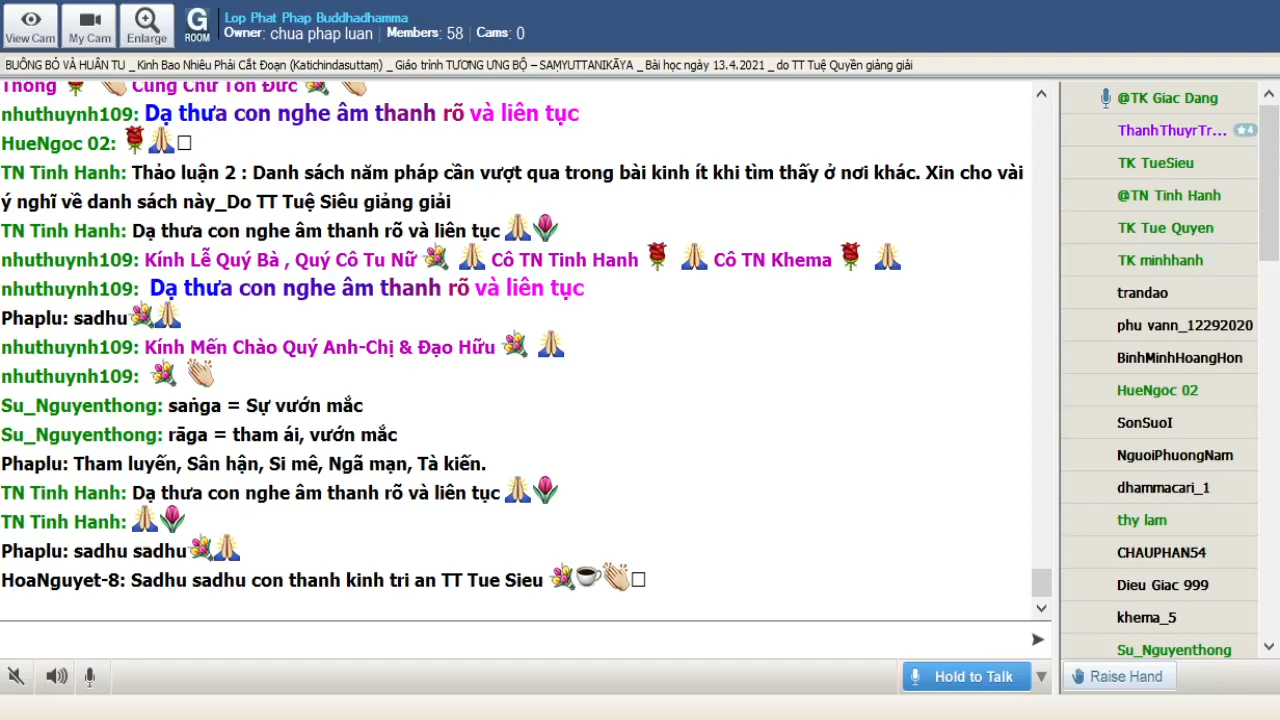 View Cam
My Cam
Enlarge
G ROOM
Lop Phat Phap Buddhadhamma
Owner: chua phap luan | Members: 58 | Cams: 0
BUÔNG BỎ VÀ HUÂN TU _ Kinh Bao Nhiêu Phải Cắt Đoạn (Katichindasuttaṃ) _ Giáo trình TƯƠNG ƯNG BỘ – SAṂYUTTANIKĀYA _ Bài học ngày 13.4.2021 _ do TT Tuệ Quyền giảng giải
Thông Cùng Chư Tôn Đức
nhuthuynh109: Dạ thưa con nghe âm thanh rõ và liên tục
HueNgoc 02:
TN Tinh Hanh: Thảo luận 2 : Danh sách năm pháp cần vượt qua trong bài kinh ít khi tìm thấy ở nơi khác. Xin cho vài
ý nghĩ về danh sách này_Do TT Tuệ Siêu giảng giải
TN Tinh Hanh: Dạ thưa con nghe âm thanh rõ và liên tục
nhuthuynh109: Kính Lễ Quý Bà , Quý Cô Tu Nữ Cô TN Tinh Hanh Cô TN Khema
nhuthuynh109: Dạ thưa con nghe âm thanh rõ và liên tục
Phaplu: sadhu
nhuthuynh109: Kính Mến Chào Quý Anh-Chị & Đạo Hữu
nhuthuynh109:
Su_Nguyenthong: saṅga = Sự vướn mắc
Su_Nguyenthong: rāga = tham ái, vướn mắc
Phaplu: Tham luyến, Sân hận, Si mê, Ngã mạn, Tà kiến.
TN Tinh Hanh: Dạ thưa con nghe âm thanh rõ và liên tục
TN Tinh Hanh:
Phaplu: sadhu sadhu
HoaNguyet-8: Sadhu sadhu con thanh kinh tri an TT Tue Sieu
@TK Giac Dang
ThanhThuyrTr... 4
TK TueSieu
@TN Tinh Hanh
TK Tue Quyen
TK minhhanh
trandao
phu vann_12292020
BinhMinhHoangHon
HueNgoc 02
SonSuoI
NguoiPhuongNam
dhammacari_1
thy lam
CHAUPHAN54
Dieu Giac 999
khema_5
Su_Nguyenthong
Hold to Talk
Raise Hand